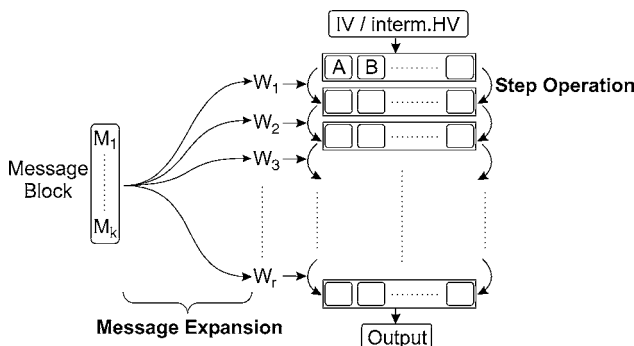 IV / interm.HV
A B
Step Operation
W1
W2
W3
Wr
Message
Block
M1
Mk
Message Expansion
Output